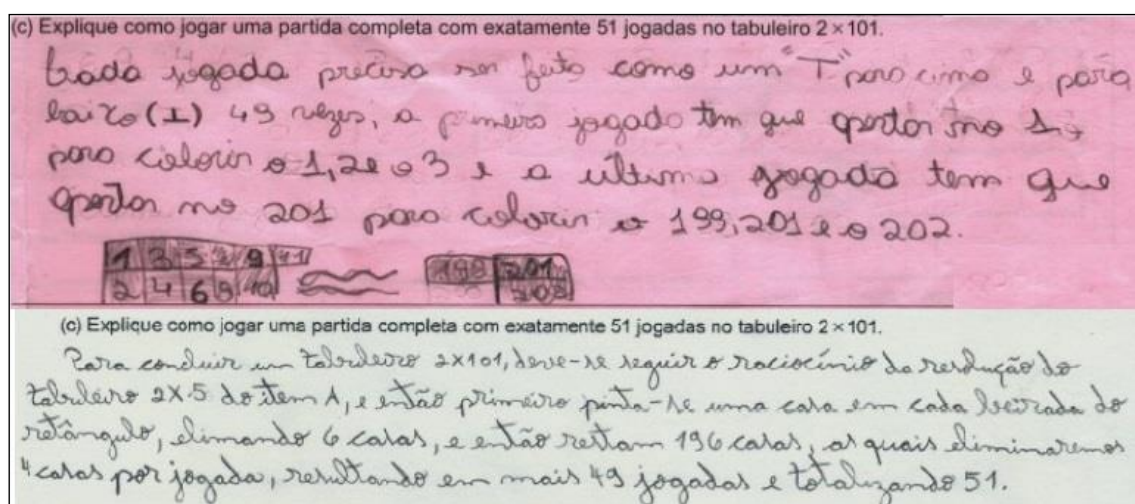 (c) Explique como jogar uma partida completa com exatamente 51 jogadas no tabuleiro 2 × 101.
Cada jogada precisa ser feita como um "T" para cima e para
baixo (⊥) 49 vezes, a primeira jogada tem que apertar no 1,
para colorir o 1, 2 e o 3 e a última jogada tem que
apertar no 201 para colorir o 199, 201 e o 202.
1 3 5 7 9 11 199 201
2 4 6 8 10 202
(c) Explique como jogar uma partida completa com exatamente 51 jogadas no tabuleiro 2 × 101.
Para concluir um tabuleiro 2x101, deve-se seguir o raciocínio da resolução do
tabuleiro 2x5 do item A, e então primeiro pinta-se uma casa em cada beirada do
retângulo, elimando 6 casas, e então restam 196 casas, as quais eliminaremos
4 casas por jogada, resultando em mais 49 jogadas e totalizando 51.